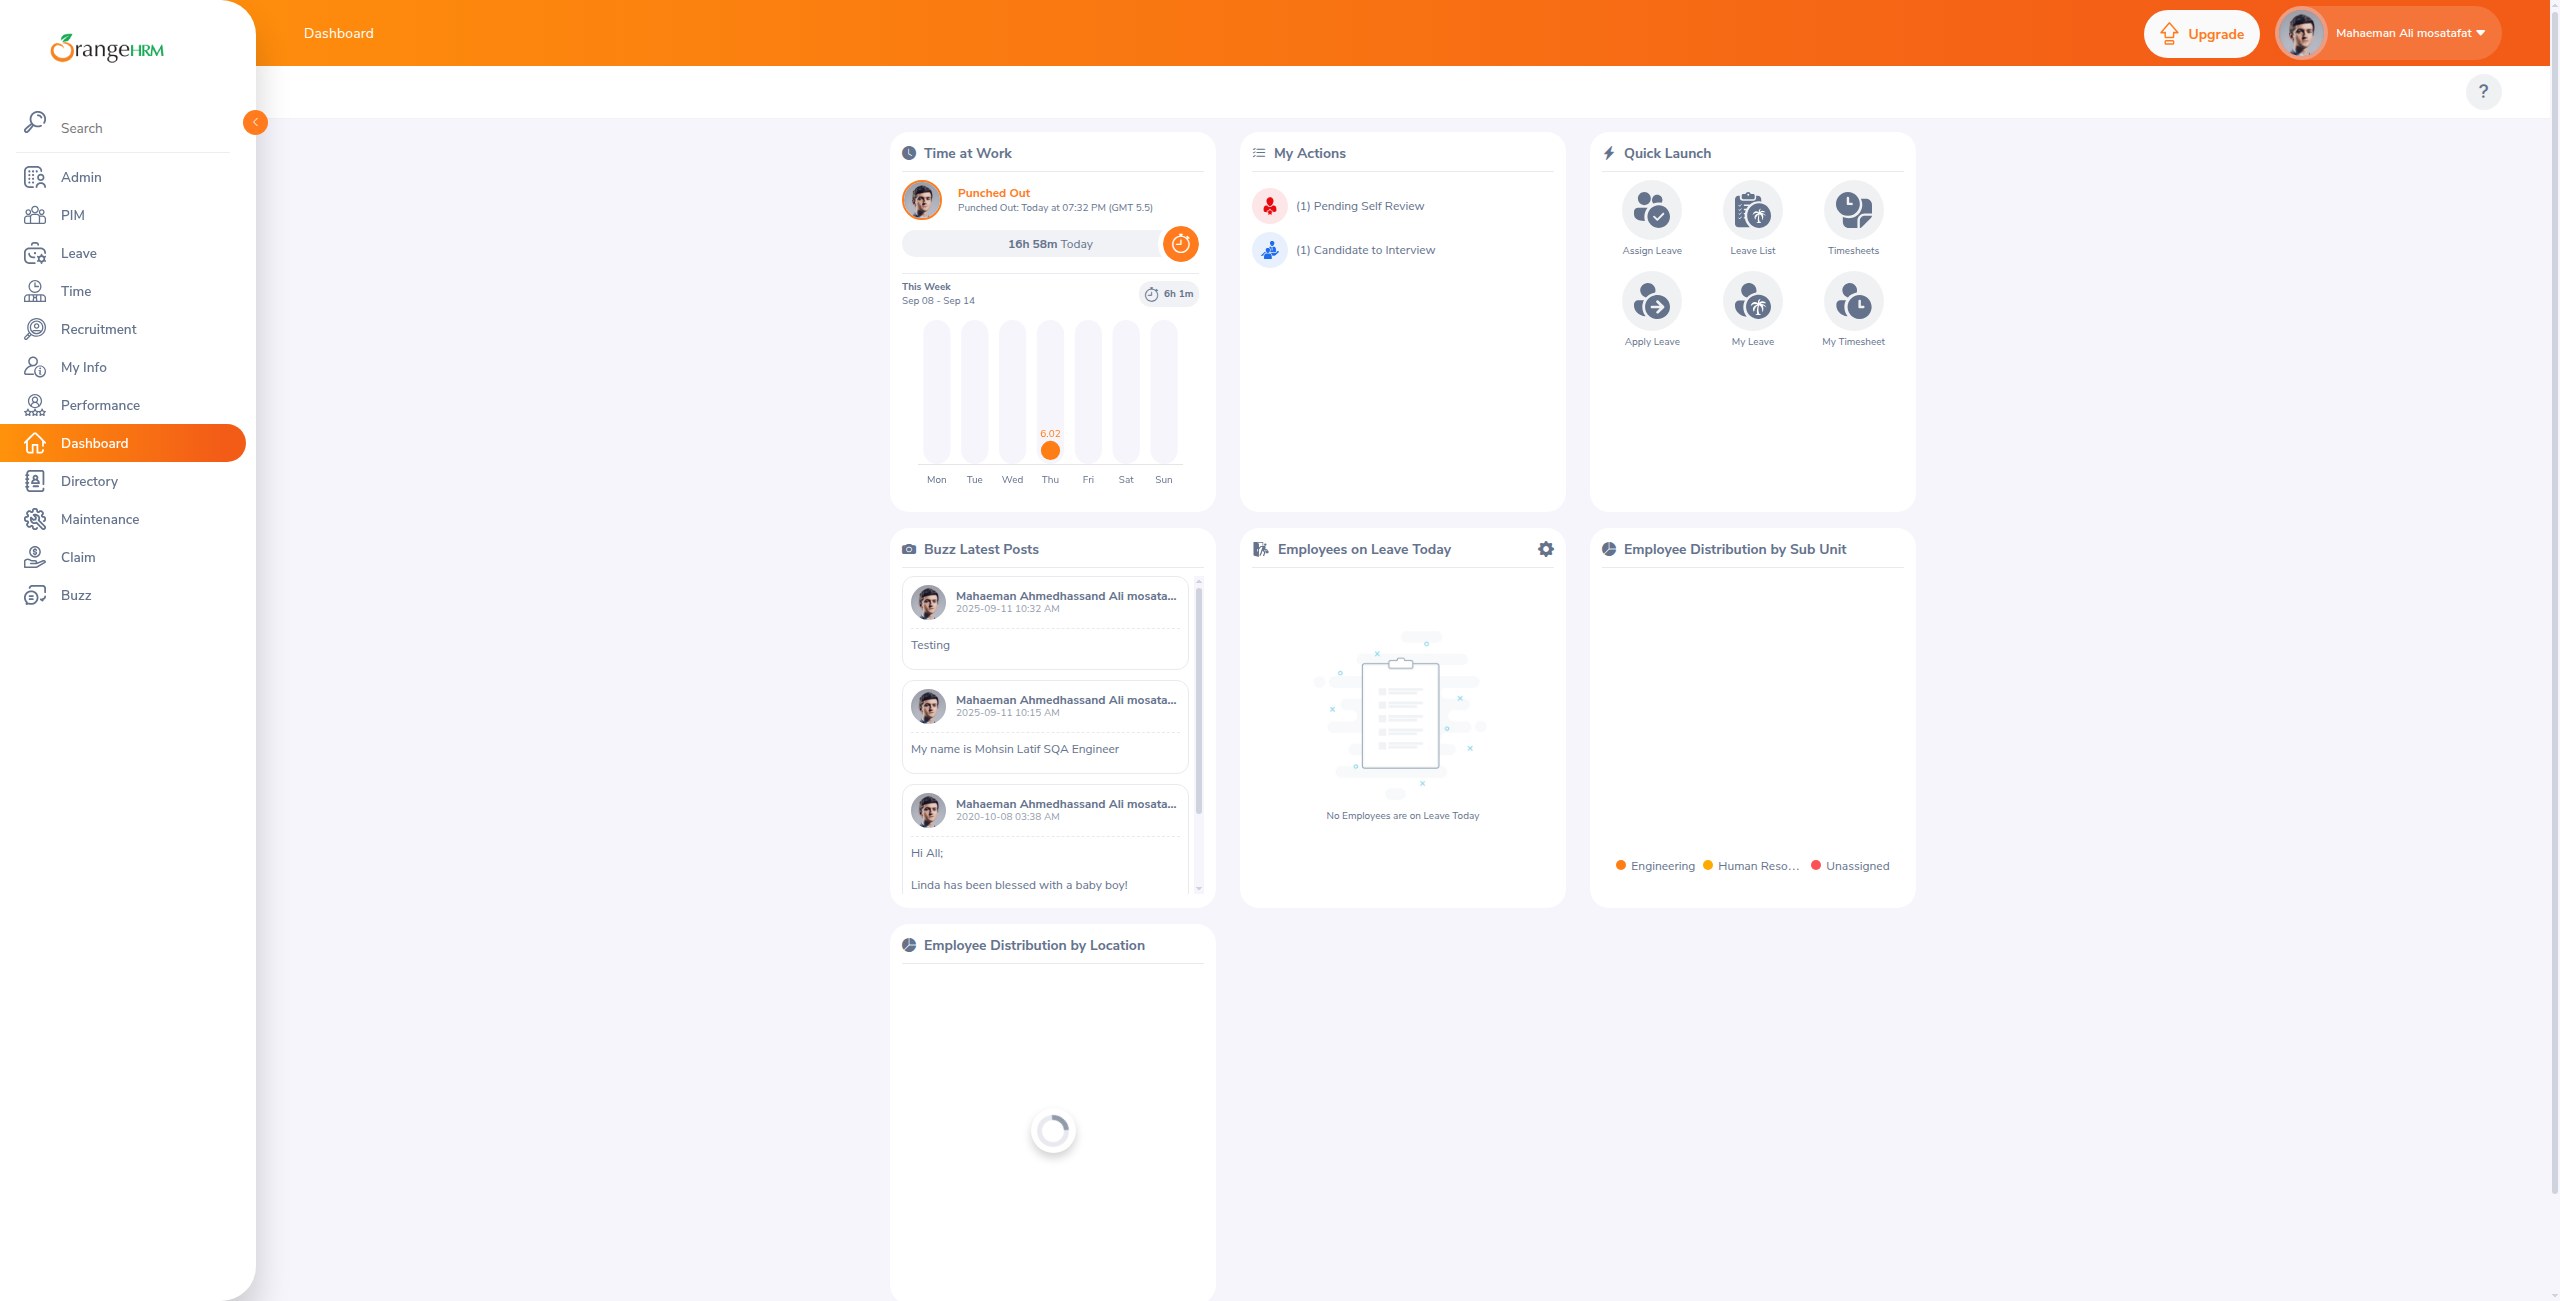 OrangeHRM
Dashboard
Upgrade
Mahaeman Ali mosatafat
?
Search
Admin
PIM
Leave
Time
Recruitment
My Info
Performance
Dashboard
Directory
Maintenance
Claim
Buzz
Time at Work
Punched Out
Punched Out: Today at 07:32 PM (GMT 5.5)
16h 58m Today
This Week
Sep 08 - Sep 14
6h 1m
6.02
Mon Tue Wed Thu Fri Sat Sun
My Actions
(1) Pending Self Review
(1) Candidate to Interview
Quick Launch
Assign Leave Leave List Timesheets
Apply Leave My Leave My Timesheet
Buzz Latest Posts
Mahaeman Ahmedhassand Ali mosata...
2025-09-11 10:32 AM
Testing
Mahaeman Ahmedhassand Ali mosata...
2025-09-11 10:15 AM
My name is Mohsin Latif SQA Engineer
Mahaeman Ahmedhassand Ali mosata...
2020-10-08 03:38 AM
Hi All;
Linda has been blessed with a baby boy!
Employees on Leave Today
No Employees are on Leave Today
Employee Distribution by Sub Unit
Engineering Human Reso... Unassigned
Employee Distribution by Location